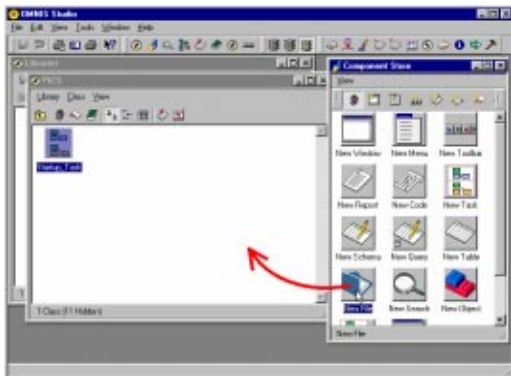 OMNIS Studio
File Edit View Tools Window Help
Libraries
Component Store
View
Library Class View
Startup_Task
New Window New Menu New Toolbar
New Report New Code New Task
New Schema New Query New Table
New File New Search New Object
1 Class (11 Hidden)
New File